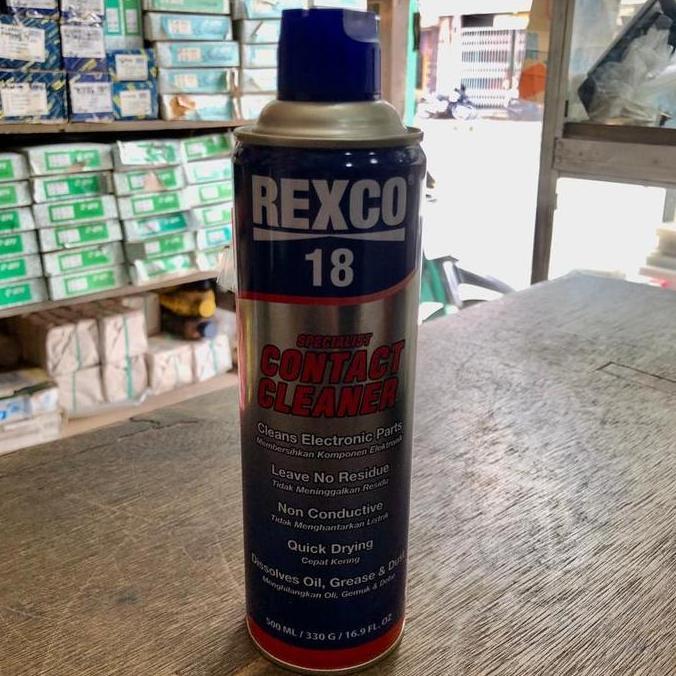 REXCO®
18
SPECIALIST
CONTACT
CLEANER
Cleans Electronic Parts
Membersihkan Komponen Elektronik
Leave No Residue
Tidak Meninggalkan Residu
Non Conductive
Tidak Menghantarkan Listrik
Quick Drying
Cepat Kering
Dissolves Oil, Grease & Dust
Menghilangkan Oli, Gemuk & Debu
500 ML / 330 G / 16.9 FL. OZ